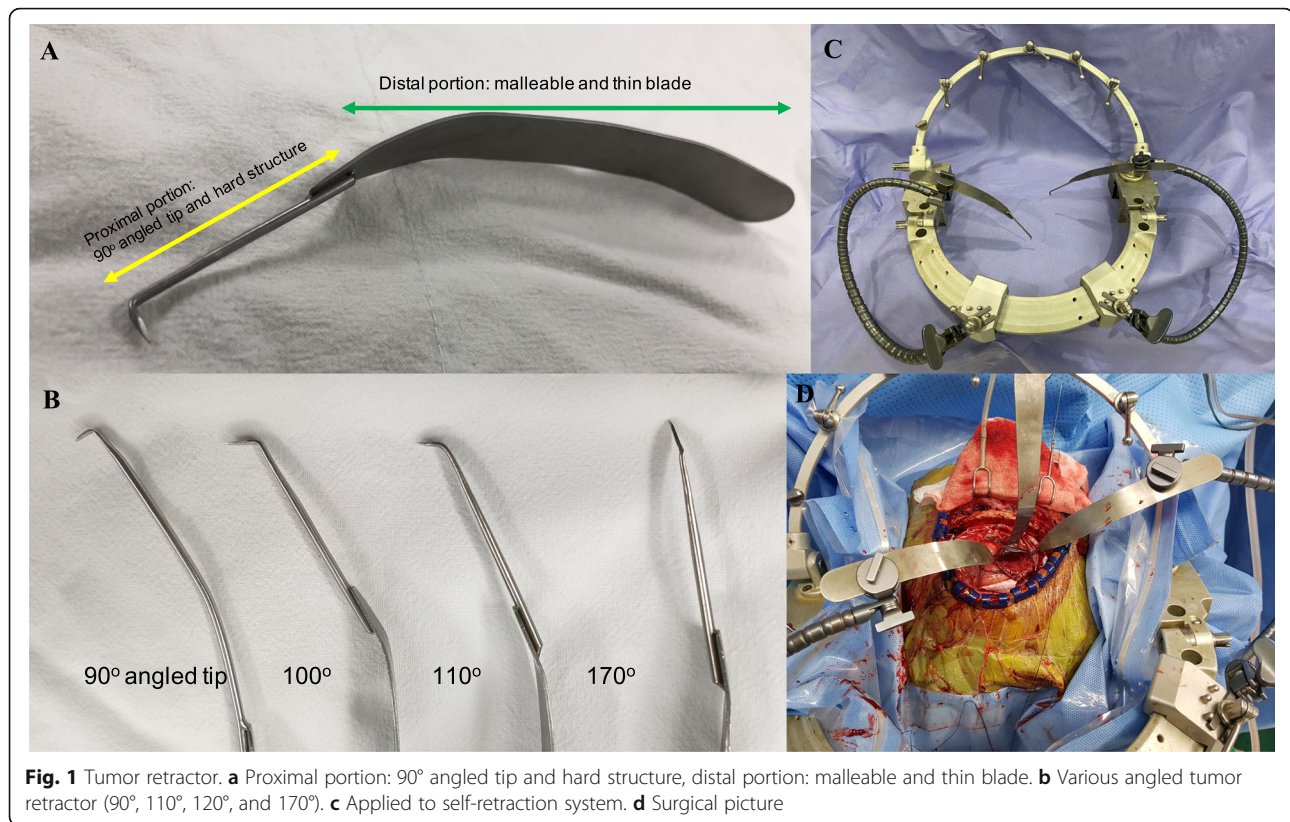 A
Distal portion: malleable and thin blade
Proximal portion:
90° angled tip and hard structure
C
B
90° angled tip
100°
110°
170°
D
Fig. 1 Tumor retractor. a Proximal portion: 90° angled tip and hard structure, distal portion: malleable and thin blade. b Various angled tumor
retractor (90°, 110°, 120°, and 170°). c Applied to self-retraction system. d Surgical picture